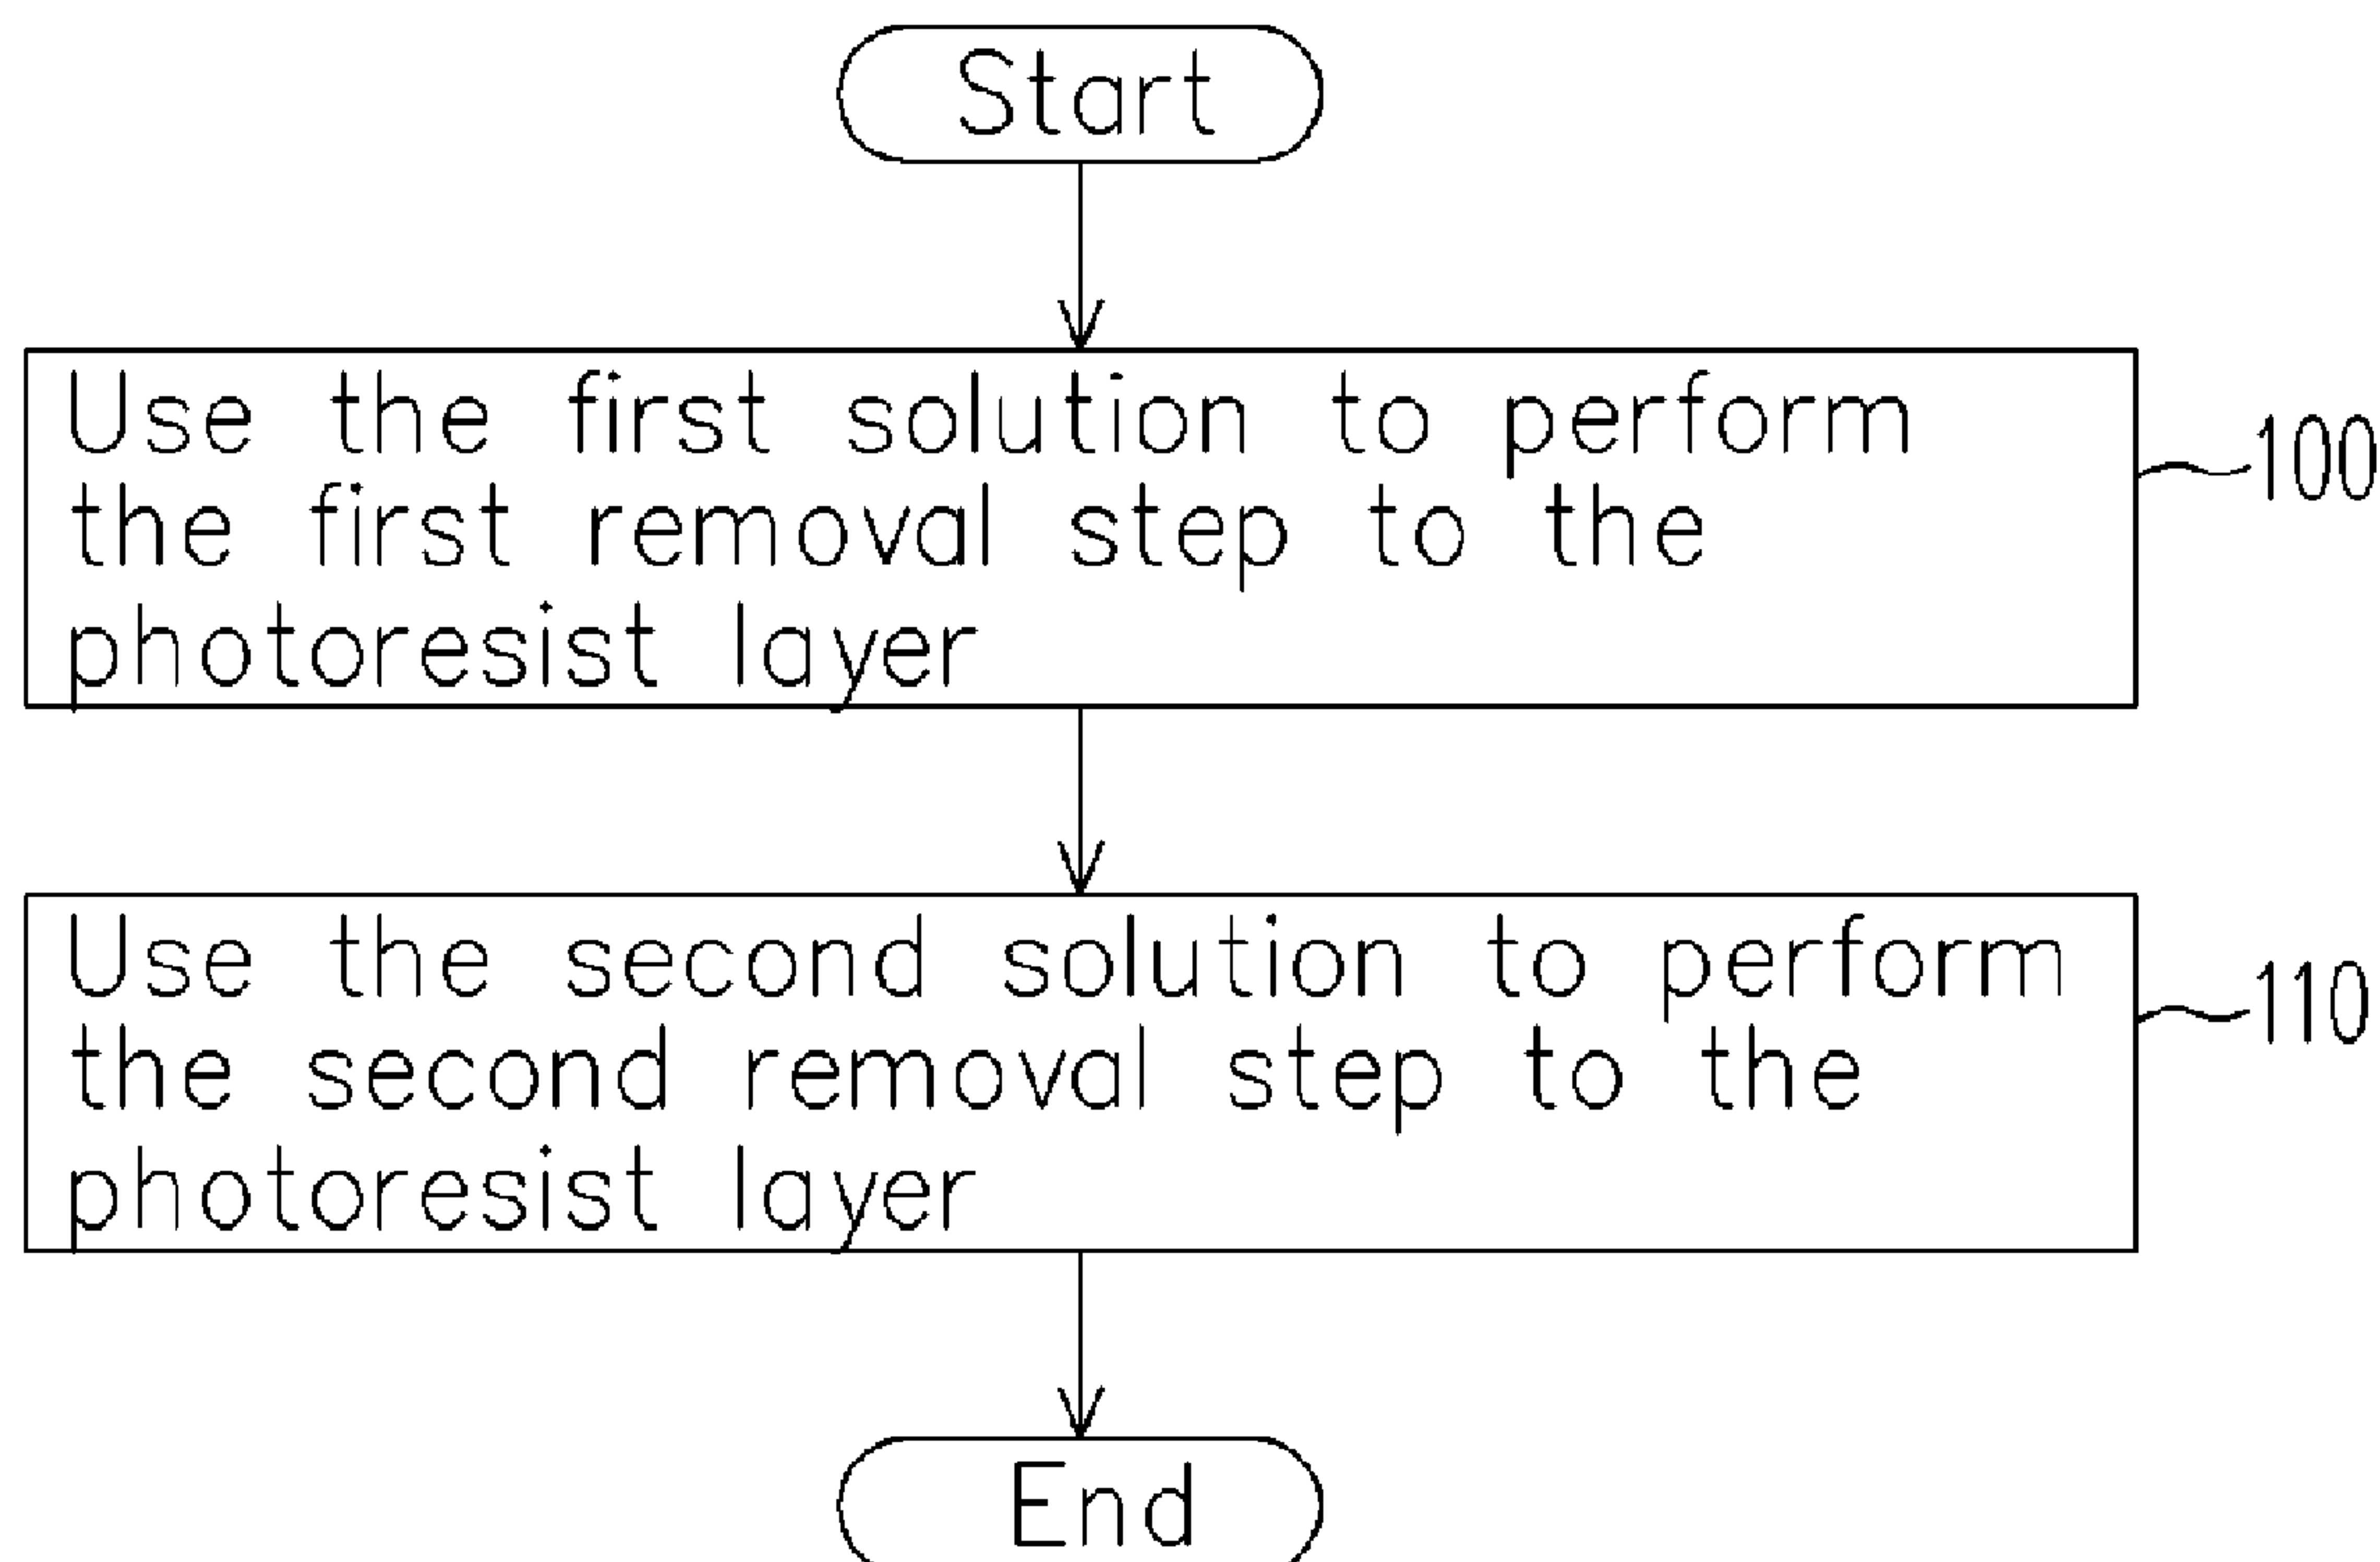 Start
Use the first solution to perform
the first removal step to the
photoresist layer
100
Use the second solution to perform
the second removal step to the
photoresist layer
110
End